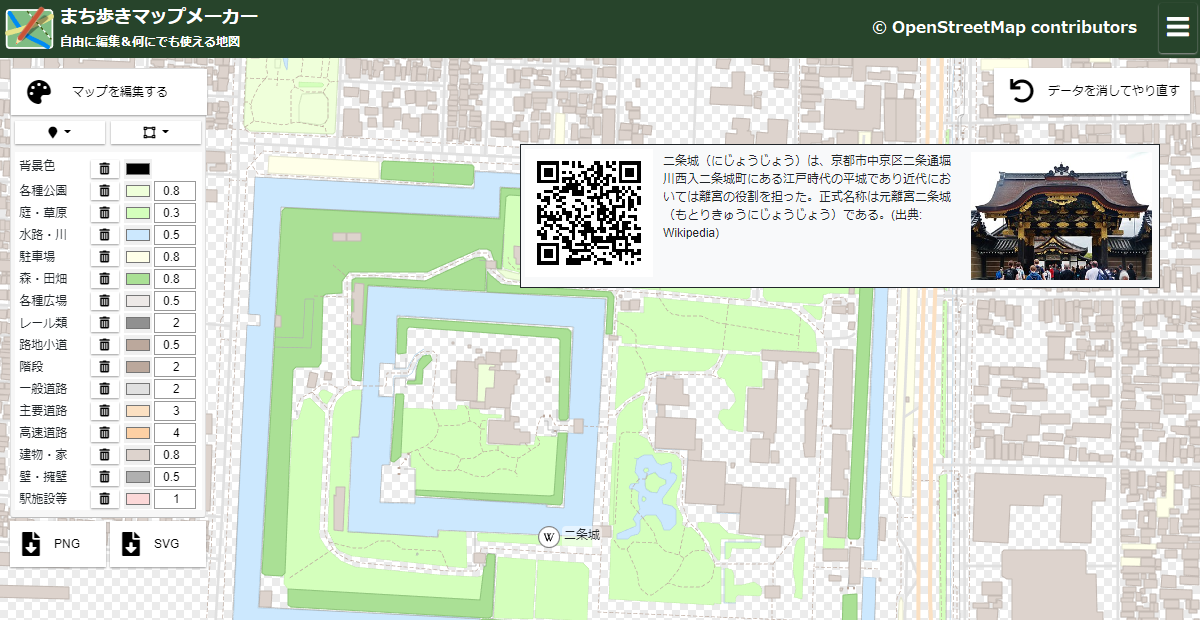 まち歩きマップメーカー
自由に編集&何にでも使える地図
© OpenStreetMap contributors
マップを編集する
データを消してやり直す
背景色
各種公園 0.8
庭・草原 0.3
水路・川 0.5
駐車場 0.8
森・田畑 0.8
各種広場 0.5
レール類 2
路地小道 0.5
階段 2
一般道路 2
主要道路 3
高速道路 4
建物・家 0.8
壁・擁壁 0.5
駅施設等 1
PNG
SVG
二条城（にじょうじょう）は、京都市中京区二条通堀
川西入二条城町にある江戸時代の平城であり近代にお
いては離宮の役割を担った。正式名称は元離宮二条城
（もとりきゅうにじょうじょう）である。(出典:
Wikipedia)
W 二条城